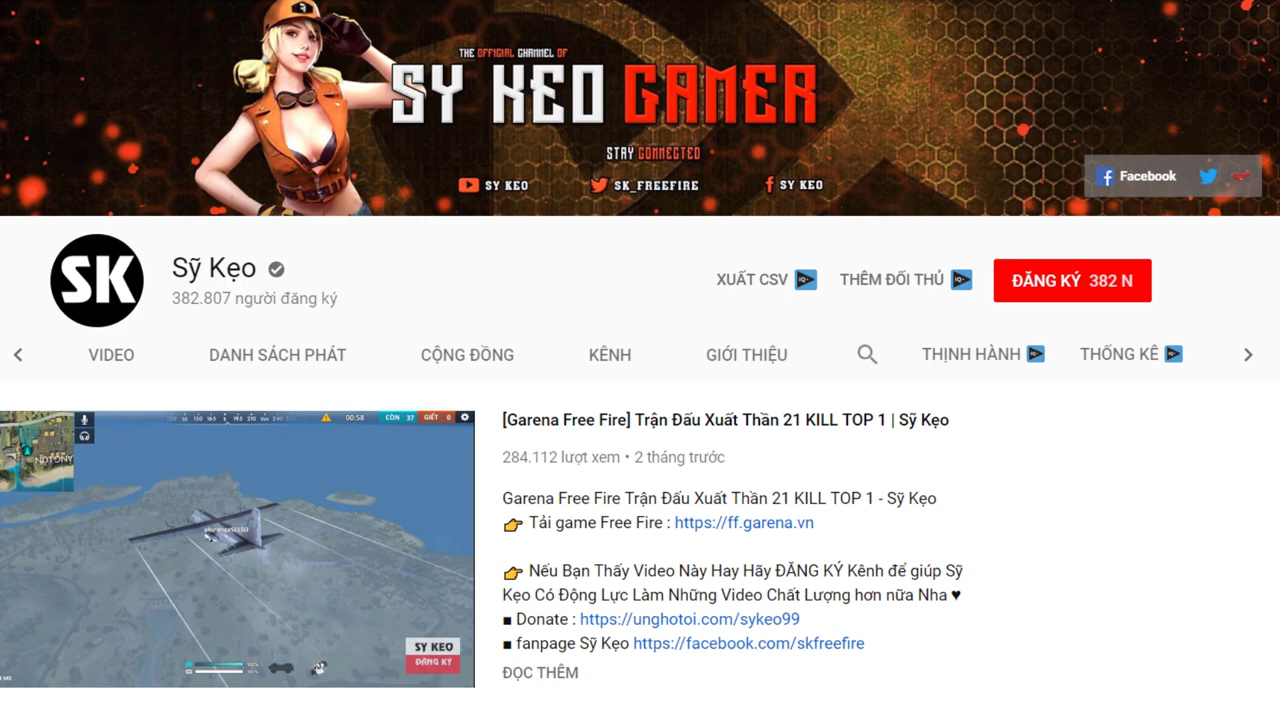 THE OFFICIAL CHANNEL OF
SY KEO GAMER
STAY CONNECTED
SY KEO SK_FREEFIRE SY KEO
Facebook
SK
Sỹ Kẹo
382.807 người đăng ký
XUẤT CSV THÊM ĐỐI THỦ ĐĂNG KÝ 382 N
VIDEO DANH SÁCH PHÁT CỘNG ĐỒNG KÊNH GIỚI THIỆU THỊNH HÀNH THỐNG KÊ
00:58 CÒN 37 GIẾT 0
SY KEO
ĐĂNG KÝ
[Garena Free Fire] Trận Đấu Xuất Thần 21 KILL TOP 1 | Sỹ Kẹo
284.112 lượt xem • 2 tháng trước
Garena Free Fire Trận Đấu Xuất Thần 21 KILL TOP 1 - Sỹ Kẹo
👉 Tải game Free Fire : https://ff.garena.vn
👉 Nếu Bạn Thấy Video Này Hay Hãy ĐĂNG KÝ Kênh để giúp Sỹ
Kẹo Có Động Lực Làm Những Video Chất Lượng hơn nữa Nha ♥
■ Donate : https://unghotoi.com/sykeo99
■ fanpage Sỹ Kẹo https://facebook.com/skfreefire
ĐỌC THÊM